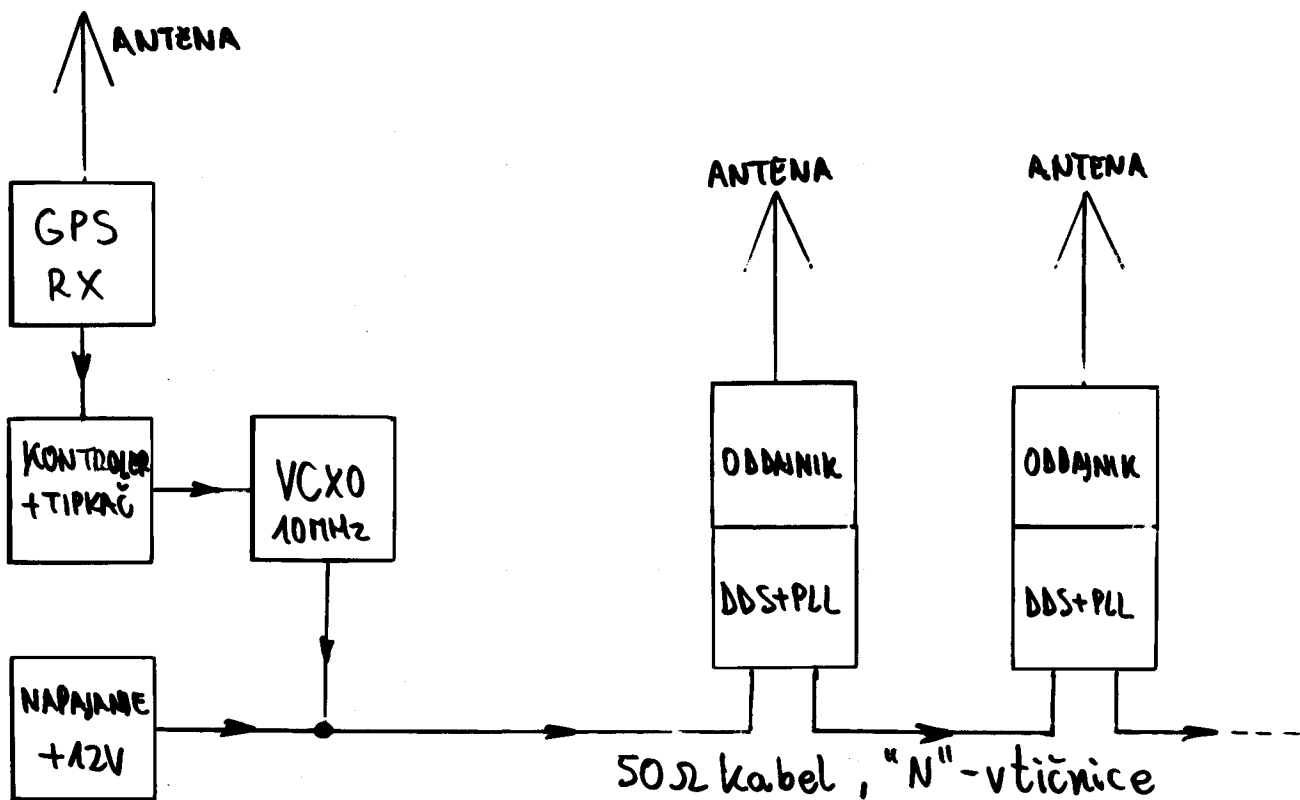 ANTENA
GPS
RX
KONTROLER
+TIPKAČ
VCXO
10MHz
NAPAJANJE
+12V
ANTENA
ODDAJNIK
DDS+PLL
ANTENA
ODDAJNIK
DDS+PLL
50Ω kabel, "N"-vtičnice